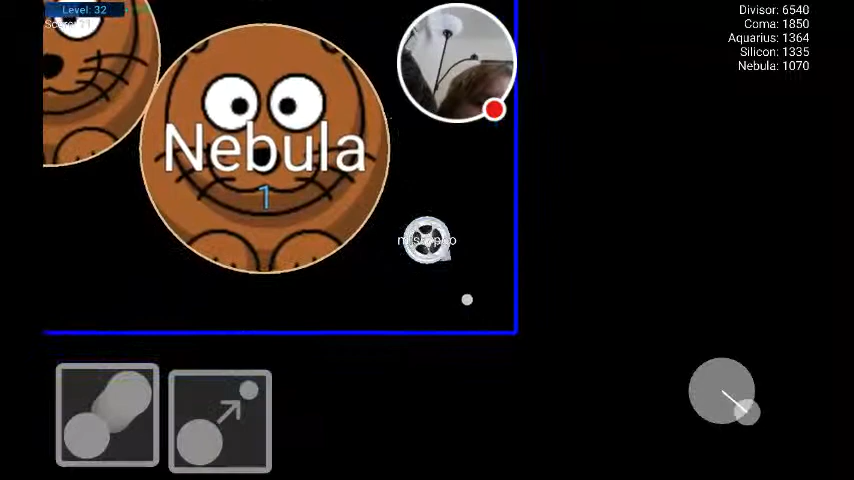 Level: 32
Divisor: 6540
Coma: 1850
Aquarius: 1364
Silicon: 1335
Nebula: 1070
Nebula
1